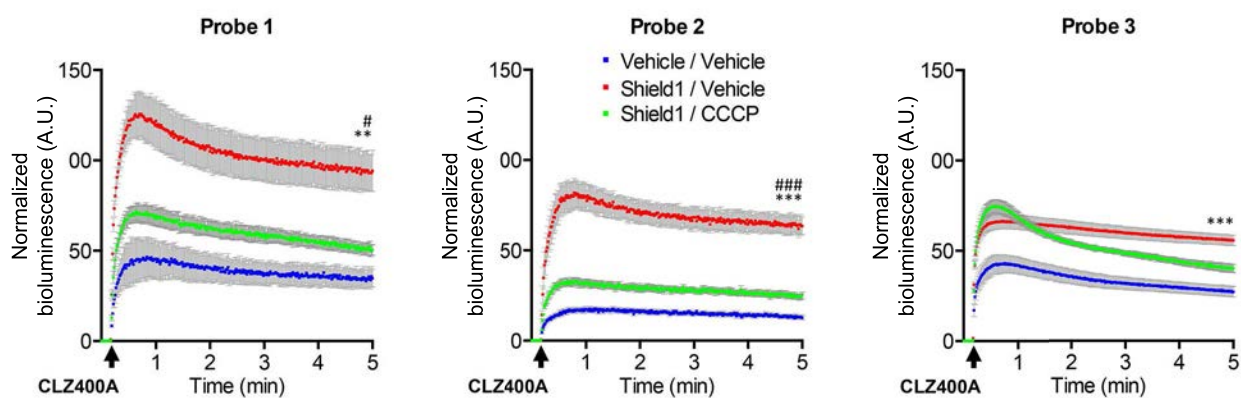 Probe 1
Normalized
bioluminescence (A.U.)
150
00
50
0
#
**
1 2 3 4 5
CLZ400A
Time (min)
Probe 2
Vehicle / Vehicle
Shield1 / Vehicle
Shield1 / CCCP
Normalized
bioluminescence (A.U.)
150
00
50
0
###
***
1 2 3 4 5
CLZ400A
Time (min)
Probe 3
Normalized
bioluminescence (A.U.)
150
00
50
0
***
1 2 3 4 5
CLZ400A
Time (min)